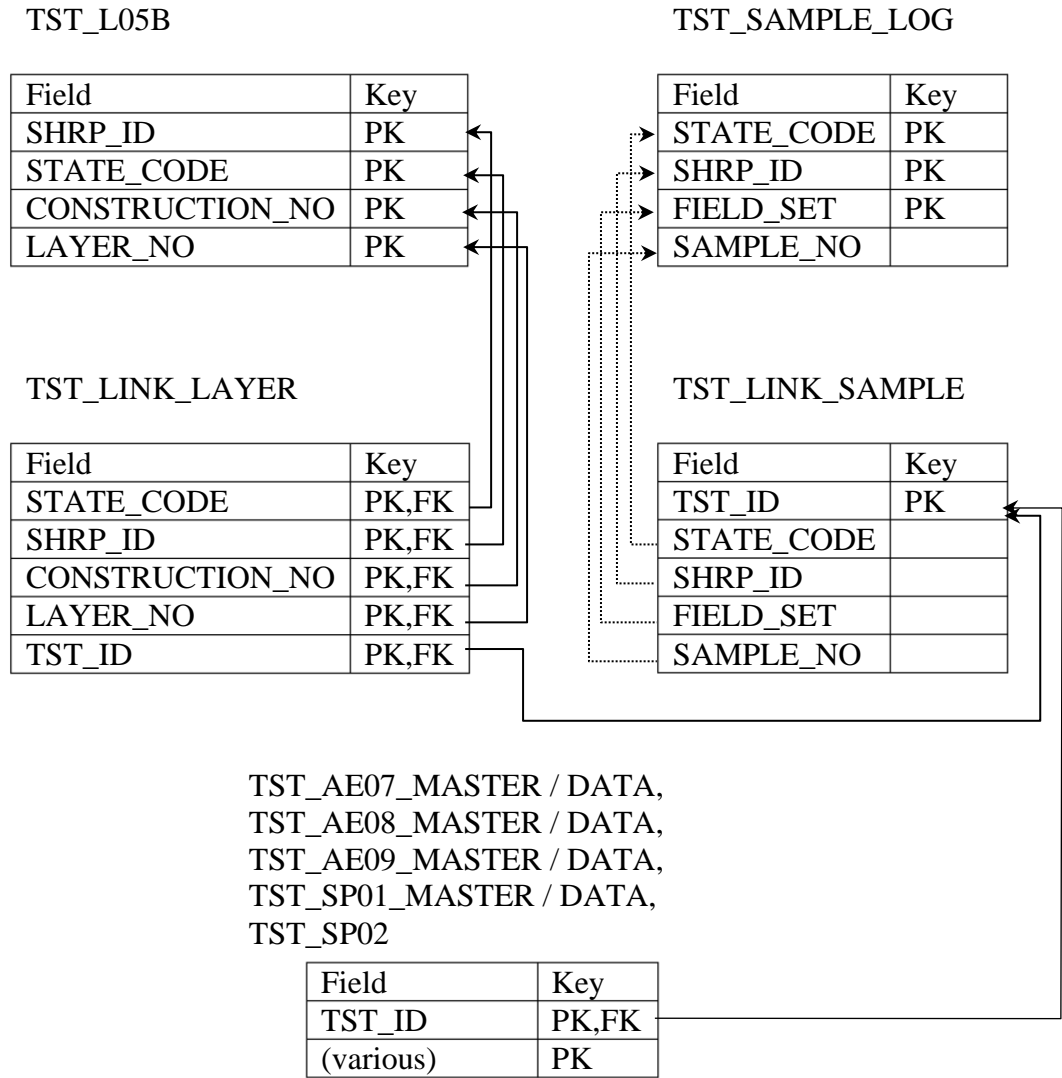 TST_L05B
Field Key
SHRP_ID PK
STATE_CODE PK
CONSTRUCTION_NO PK
LAYER_NO PK
TST_SAMPLE_LOG
Field Key
STATE_CODE PK
SHRP_ID PK
FIELD_SET PK
SAMPLE_NO
TST_LINK_LAYER
Field Key
STATE_CODE PK,FK
SHRP_ID PK,FK
CONSTRUCTION_NO PK,FK
LAYER_NO PK,FK
TST_ID PK,FK
TST_LINK_SAMPLE
Field Key
TST_ID PK
STATE_CODE
SHRP_ID
FIELD_SET
SAMPLE_NO
TST_AE07_MASTER / DATA,
TST_AE08_MASTER / DATA,
TST_AE09_MASTER / DATA,
TST_SP01_MASTER / DATA,
TST_SP02
Field Key
TST_ID PK,FK
(various) PK